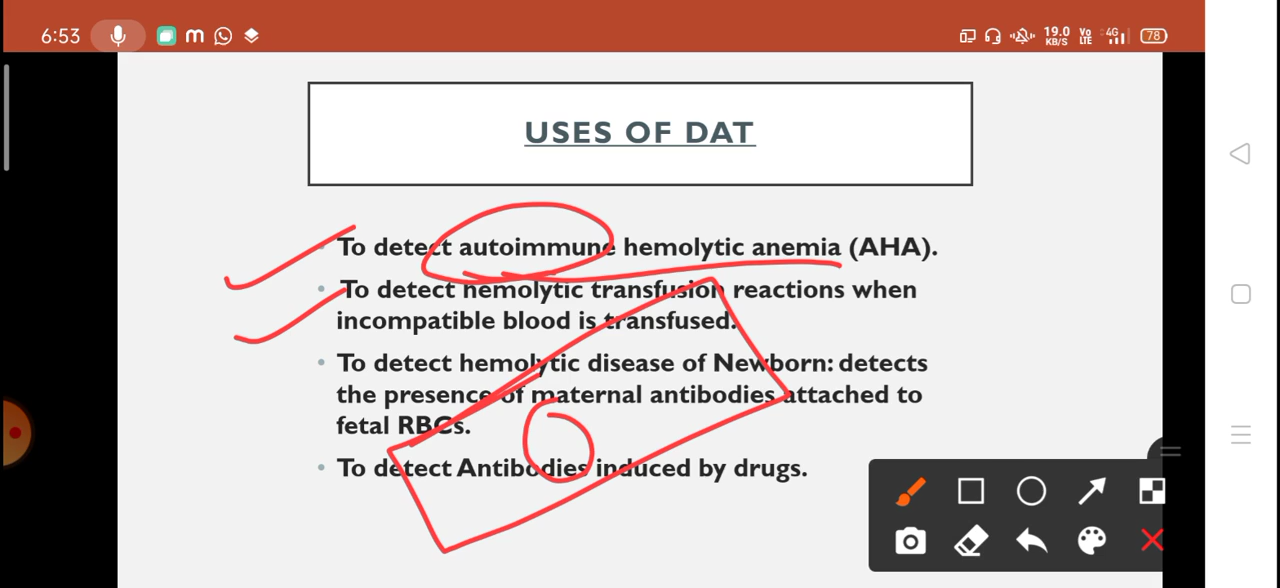 6:53
m
19.0
KB/S
Vo
LTE
4G
78
USES OF DAT
• To detect autoimmune hemolytic anemia (AHA).
• To detect hemolytic transfusion reactions when
incompatible blood is transfused.
• To detect hemolytic disease of Newborn: detects
the presence of maternal antibodies attached to
fetal RBCs.
• To detect Antibodies induced by drugs.